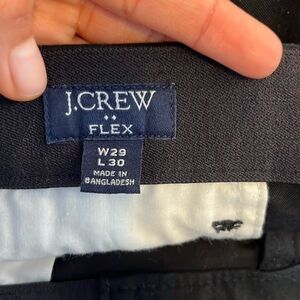 J.CREW
FLEX
W29
L30
MADE IN
BANGLADESH